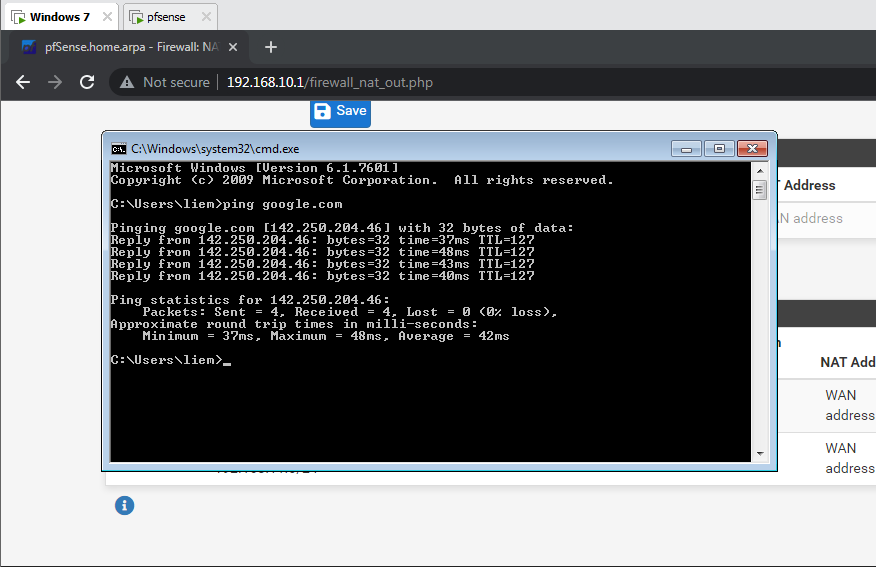 Windows 7
pfsense
pfSense.home.arpa - Firewall: NA
Not secure
192.168.10.1/firewall_nat_out.php
Save
C:\Windows\system32\cmd.exe
Microsoft Windows [Version 6.1.7601]
Copyright (c) 2009 Microsoft Corporation.  All rights reserved.
C:\Users\liem>ping google.com
Pinging google.com [142.250.204.46] with 32 bytes of data:
Reply from 142.250.204.46: bytes=32 time=37ms TTL=127
Reply from 142.250.204.46: bytes=32 time=48ms TTL=127
Reply from 142.250.204.46: bytes=32 time=43ms TTL=127
Reply from 142.250.204.46: bytes=32 time=40ms TTL=127
Ping statistics for 142.250.204.46:
    Packets: Sent = 4, Received = 4, Lost = 0 (0% loss),
Approximate round trip times in milli-seconds:
    Minimum = 37ms, Maximum = 48ms, Average = 42ms
C:\Users\liem>_
Address
address
NAT Add
WAN
address
WAN
address